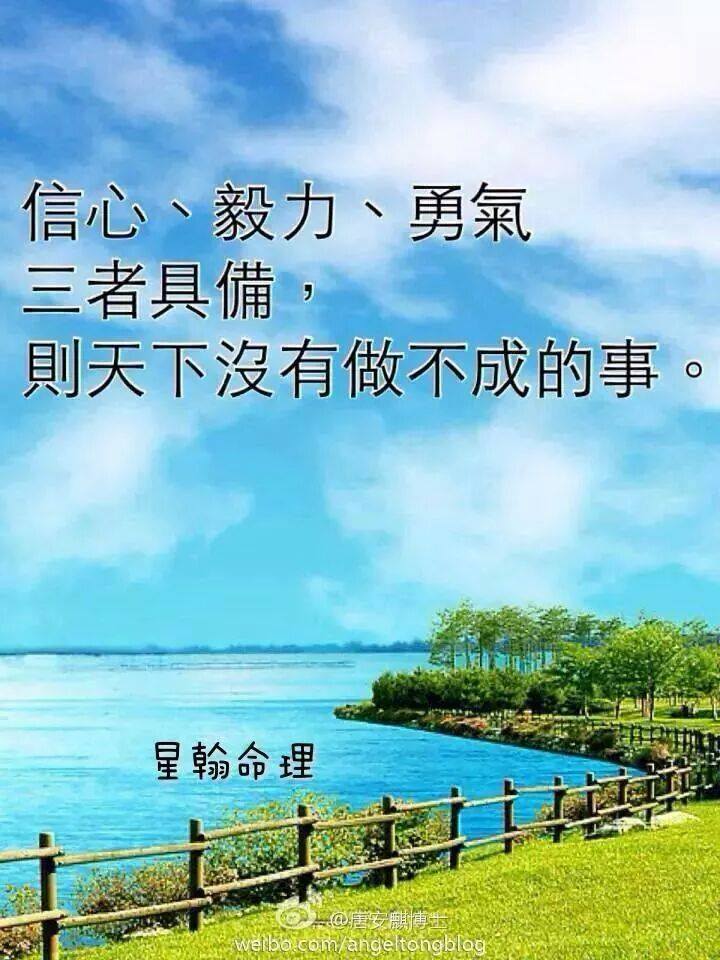 信心、毅力、勇氣
三者具備，
則天下沒有做不成的事。
星翰命理
@唐安麒博士
weibo.com/angeltongblog